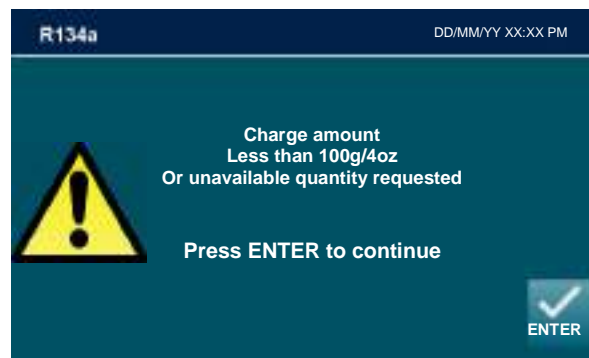 R134a
DD/MM/YY XX:XX PM
Charge amount
Less than 100g/4oz
Or unavailable quantity requested
Press ENTER to continue
ENTER